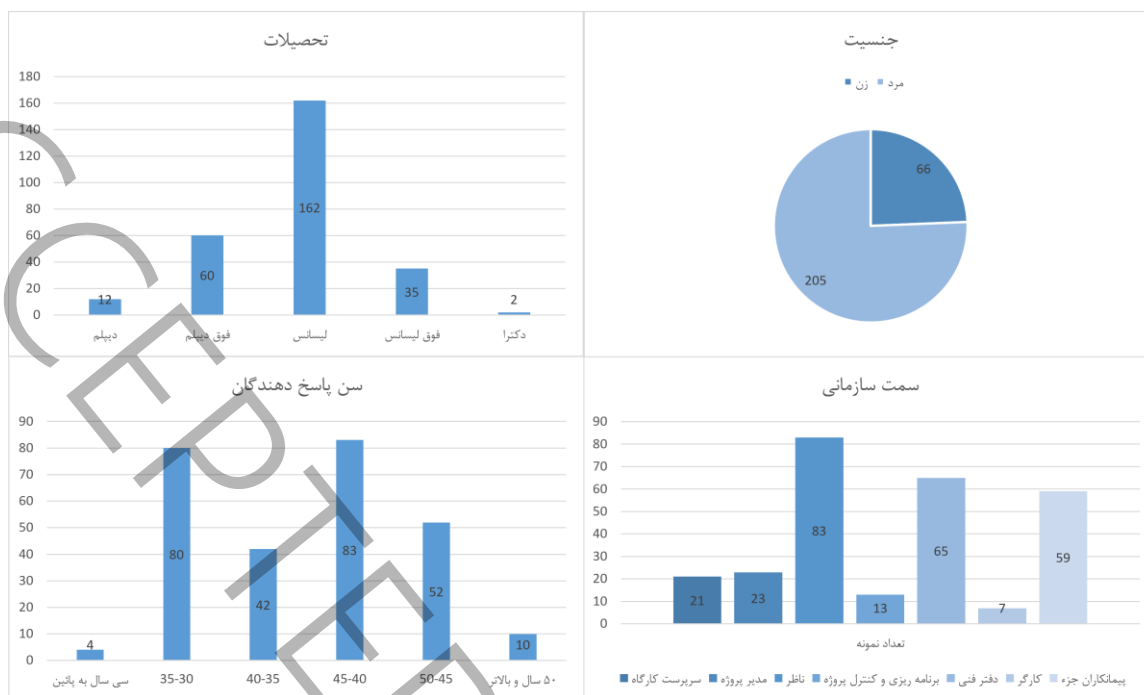 تحصیلات
180
160
140
120
100
80
60
40
20
0
12
60
162
35
2
دیپلم
فوق دیپلم
لیسانس
فوق لیسانس
دکترا
جنسیت
زن
مرد
66
205
سن پاسخ دهندگان
90
80
70
60
50
40
30
20
10
0
4
80
42
83
52
10
سی سال به پائین
35-30
40-35
45-40
50-45
۵۰ سال و بالاتر
سمت سازمانی
90
80
70
60
50
40
30
20
10
0
21
23
83
13
65
7
59
تعداد نمونه
سرپرست کارگاه
مدیر پروژه
ناظر
برنامه ریزی و کنترل پروژه
دفتر فنی
کارگر
پیمانکاران جزء
CCEPTE